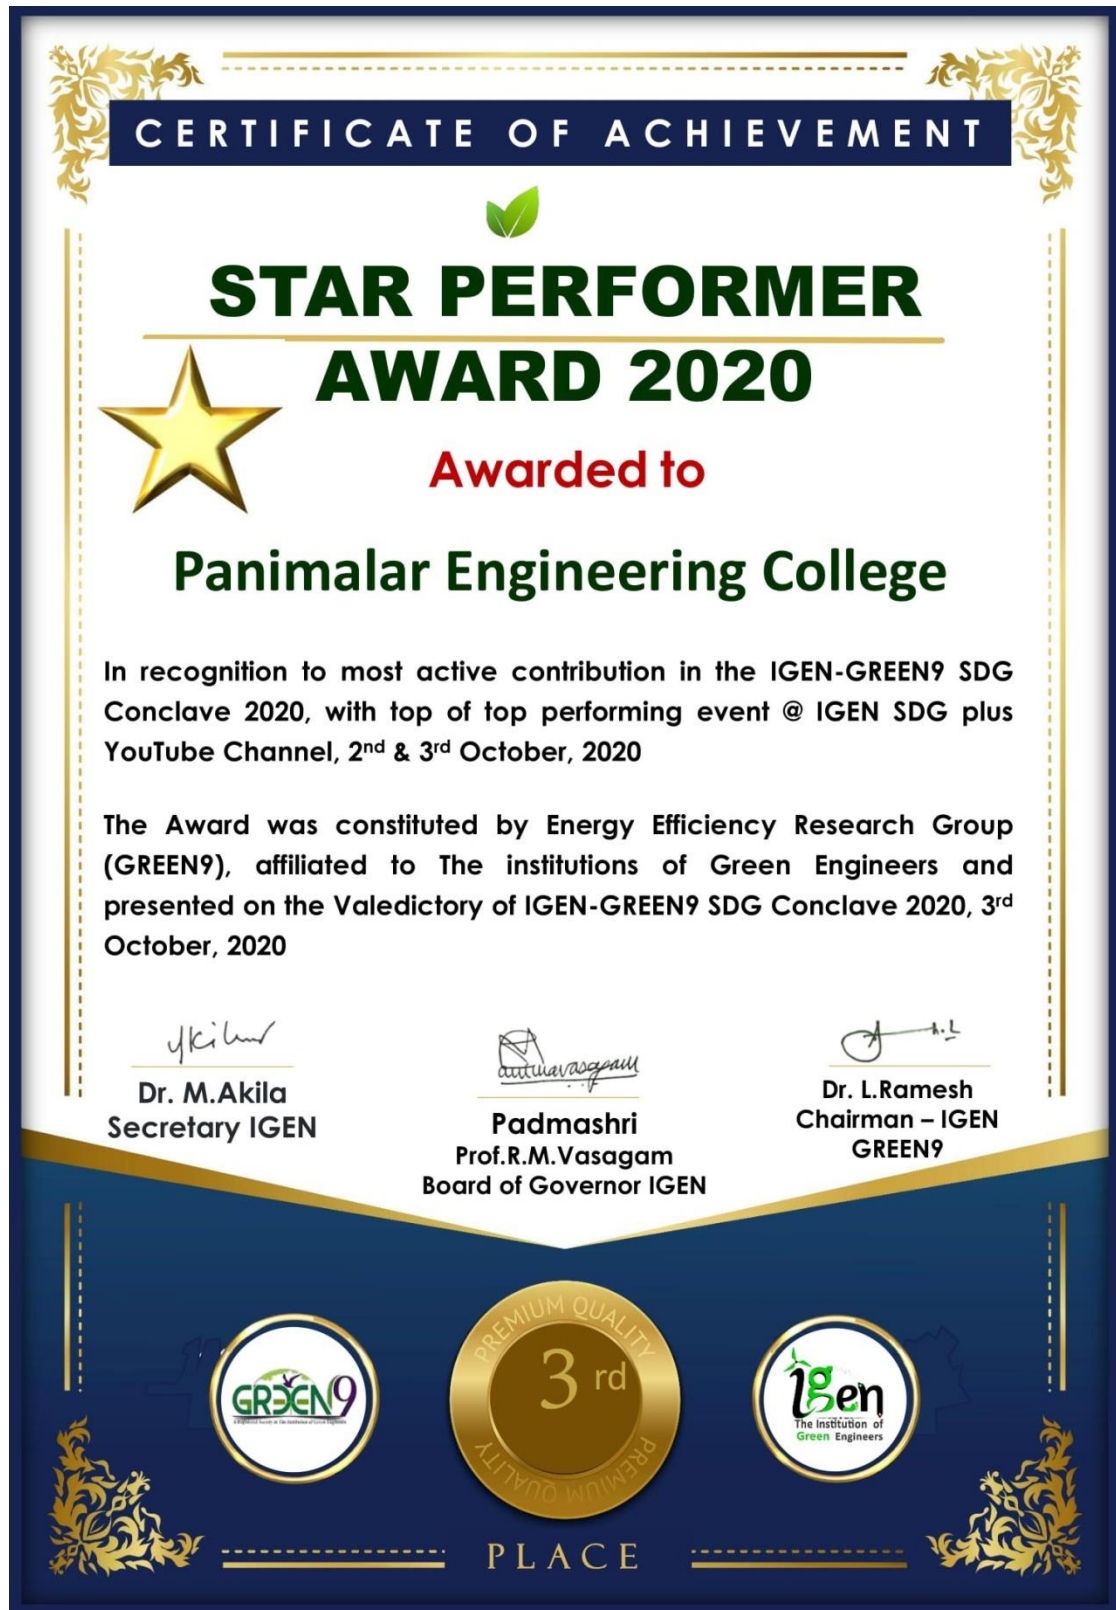 CERTIFICATE OF ACHIEVEMENT
STAR PERFORMER
AWARD 2020
Awarded to
Panimalar Engineering College
In recognition to most active contribution in the IGEN-GREEN9 SDG
Conclave 2020, with top of top performing event @ IGEN SDG plus
YouTube Channel, 2nd & 3rd October, 2020
The Award was constituted by Energy Efficiency Research Group
(GREEN9), affiliated to The institutions of Green Engineers and
presented on the Valedictory of IGEN-GREEN9 SDG Conclave 2020, 3rd
October, 2020
Dr. M.Akila
Secretary IGEN
Padmashri
Prof.R.M.Vasagam
Board of Governor IGEN
Dr. L.Ramesh
Chairman – IGEN
GREEN9
GREEN9
PREMIUM QUALITY
3 rd
PREMIUM QUALITY
igen
The Institution of
Green Engineers
PLACE